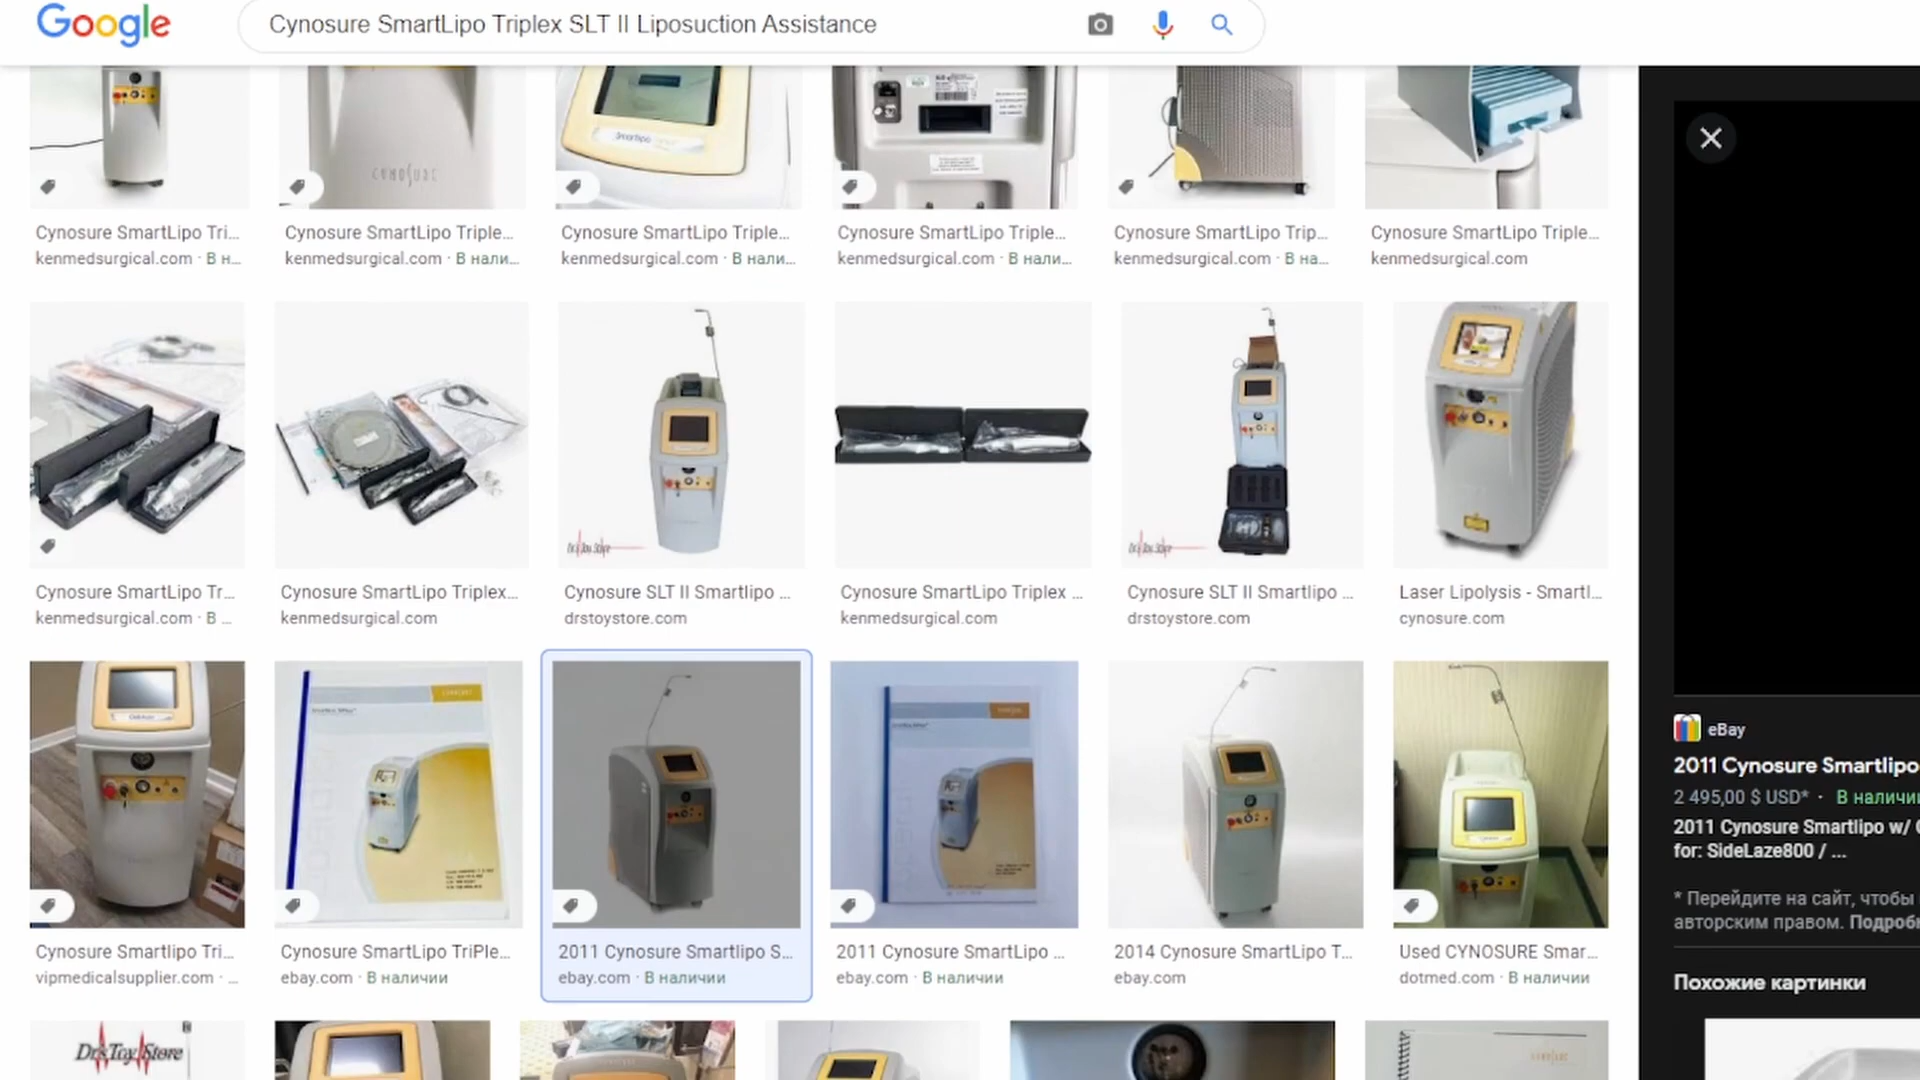 Google
Cynosure SmartLipo Triplex SLT II Liposuction Assistance
Smartlipo
CYNOSURE
Cynosure SmartLipo Tri...
kenmedsurgical.com · В н...
Cynosure SmartLipo Triple...
kenmedsurgical.com · В нали...
Cynosure SmartLipo Triple...
kenmedsurgical.com · В нали...
Cynosure SmartLipo Triple...
kenmedsurgical.com · В нали...
Cynosure SmartLipo Trip...
kenmedsurgical.com · В на...
Cynosure SmartLipo Triple...
kenmedsurgical.com
Cynosure SmartLipo Tr...
kenmedsurgical.com · В ...
Cynosure SmartLipo Triplex...
kenmedsurgical.com
Cynosure SLT II Smartlipo ...
drstoystore.com
Cynosure SmartLipo Triplex ...
kenmedsurgical.com
Cynosure SLT II Smartlipo ...
drstoystore.com
Laser Lipolysis - SmartI...
cynosure.com
Cynosure Smartlipo Tri...
vipmedicalsupplier.com · ...
Cynosure SmartLipo TriPle...
ebay.com · В наличии
2011 Cynosure Smartlipo S...
ebay.com · В наличии
2011 Cynosure SmartLipo ...
ebay.com · В наличии
2014 Cynosure SmartLipo T...
ebay.com
Used CYNOSURE Smar...
dotmed.com · В наличии
Dr's Toy Store
eBay
2011 Cynosure Smartlipo
2 495,00 $ USD* · В наличии
2011 Cynosure Smartlipo w/
for: SideLaze800 / ...
* Перейдите на сайт, чтобы
авторским правом. Подробн
Похожие картинки